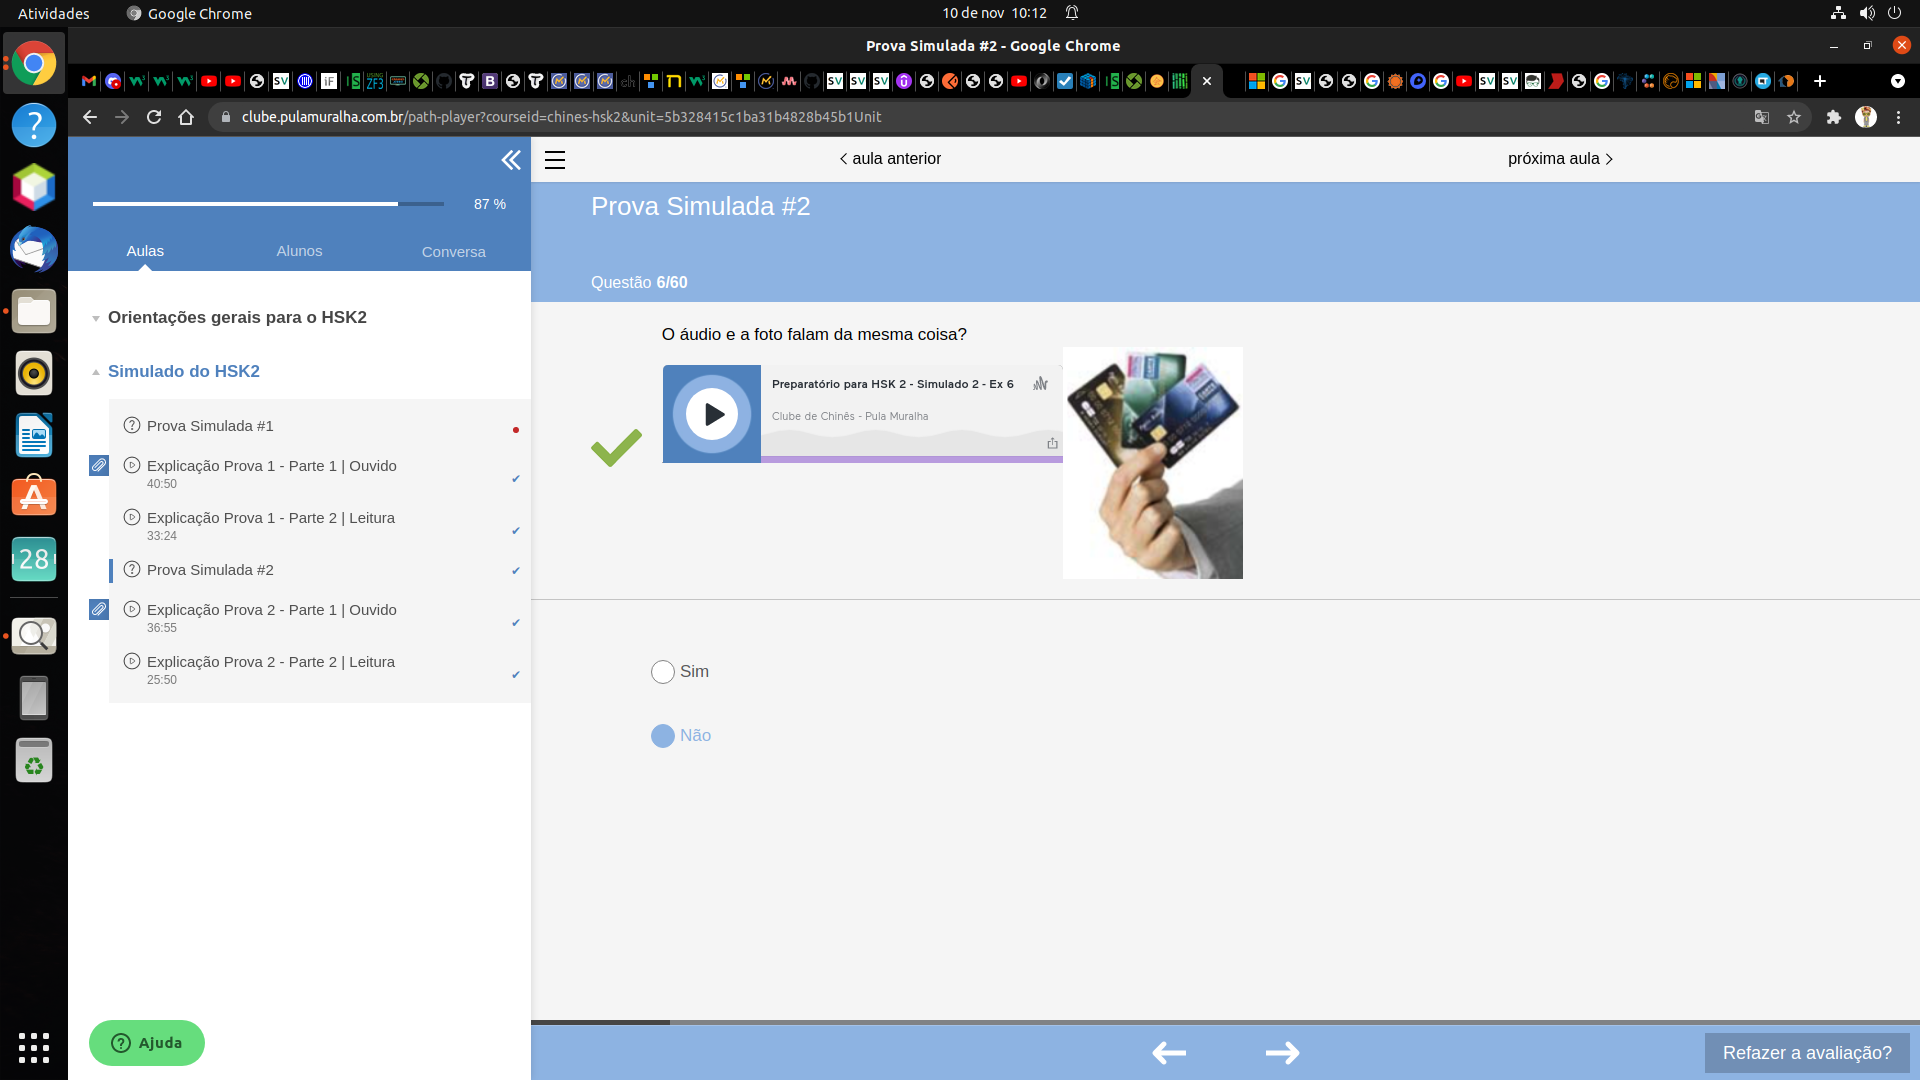 Atividades
Google Chrome
10 de nov 10:12
Prova Simulada #2 - Google Chrome
clube.pulamuralha.com.br/path-player?courseid=chines-hsk2&unit=5b328415c1ba31b4828b45b1Unit
87 %
Aulas
Alunos
Conversa
Orientações gerais para o HSK2
Simulado do HSK2
Prova Simulada #1
Explicação Prova 1 - Parte 1 | Ouvido
40:50
Explicação Prova 1 - Parte 2 | Leitura
33:24
Prova Simulada #2
Explicação Prova 2 - Parte 1 | Ouvido
36:55
Explicação Prova 2 - Parte 2 | Leitura
25:50
Ajuda
28
aula anterior
próxima aula
Prova Simulada #2
Questão 6/60
O áudio e a foto falam da mesma coisa?
Preparatório para HSK 2 - Simulado 2 - Ex 6
Clube de Chinês - Pula Muralha
Sim
Não
Refazer a avaliação?